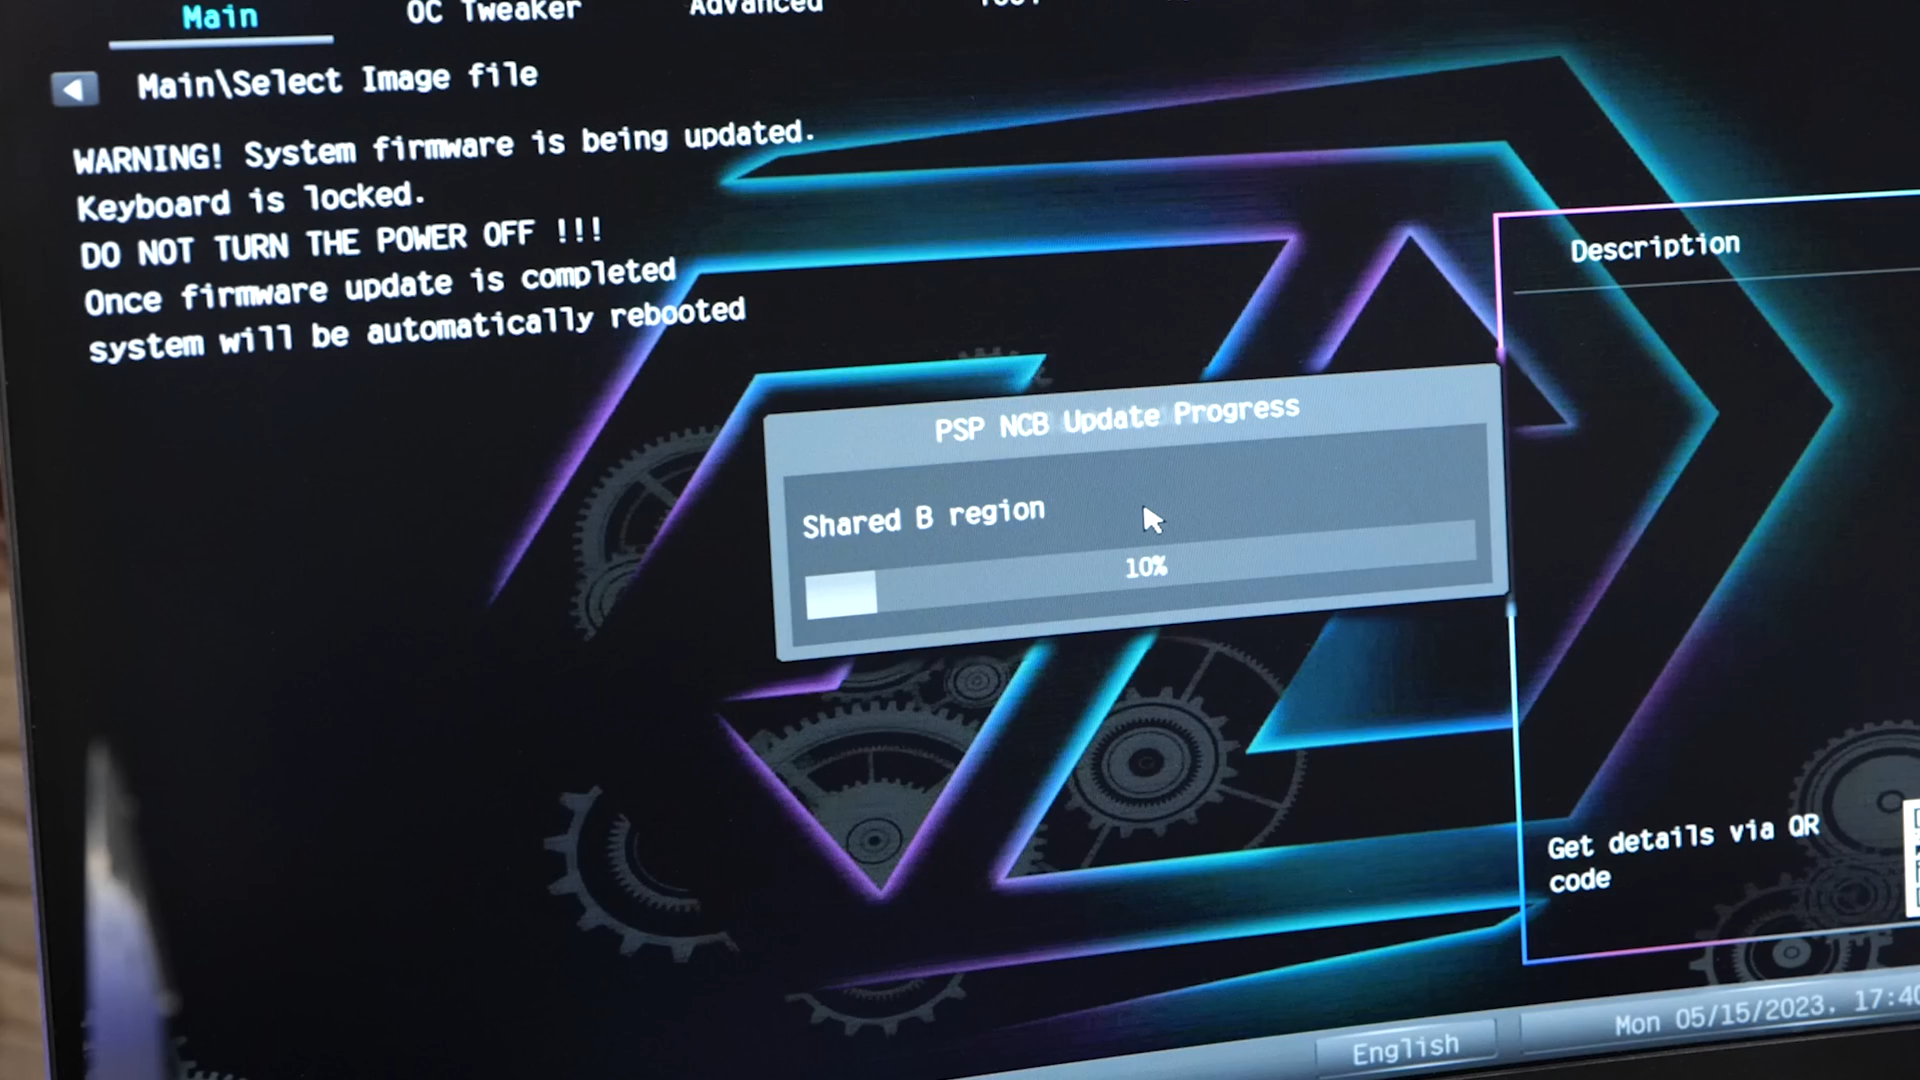 Main
OC Tweaker
Advanced
Main\Select Image file
WARNING! System firmware is being updated.
Keyboard is locked.
DO NOT TURN THE POWER OFF !!!
Once firmware update is completed
system will be automatically rebooted
Description
PSP NCB Update Progress
Shared B region
10%
Get details via QR
code
Mon 05/15/2023. 17:40
English